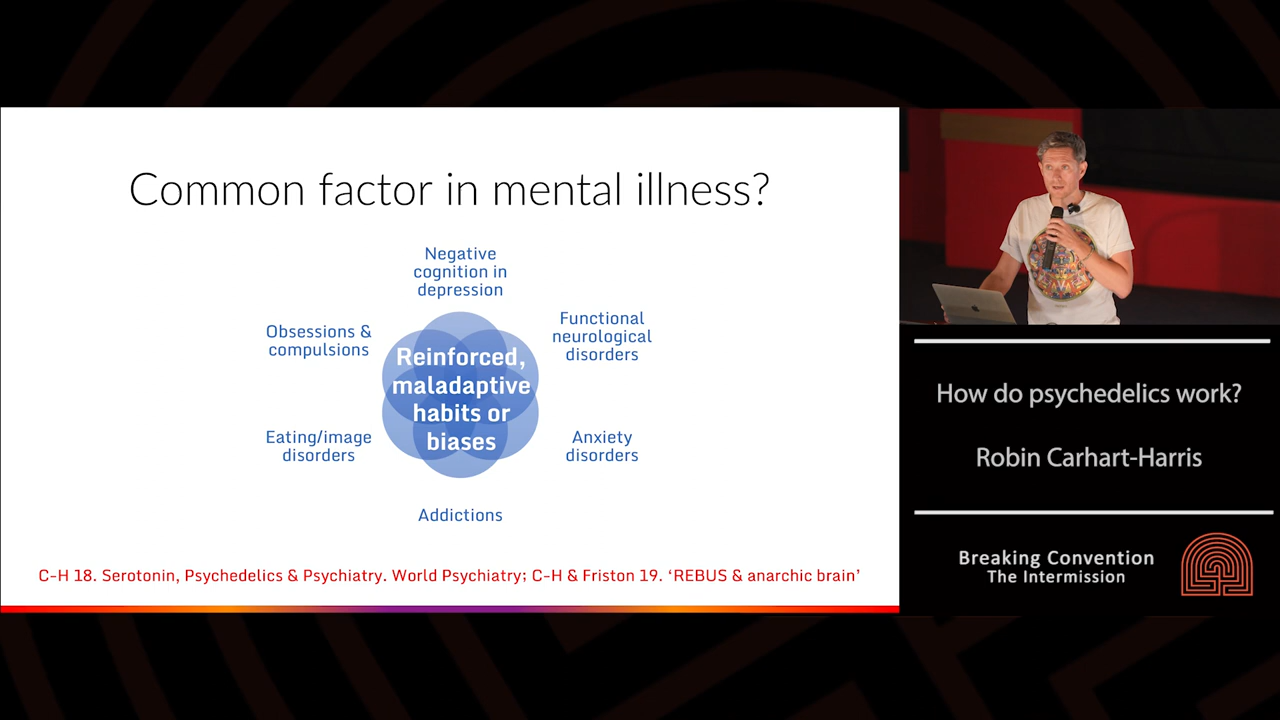 Common factor in mental illness?
Negative
cognition in
depression
Obsessions &
compulsions
Functional
neurological
disorders
Reinforced,
maladaptive
habits or
biases
Eating/image
disorders
Anxiety
disorders
Addictions
C-H 18. Serotonin, Psychedelics & Psychiatry. World Psychiatry; C-H & Friston 19. ‘REBUS & anarchic brain’
How do psychedelics work?
Robin Carhart-Harris
Breaking Convention
The Intermission